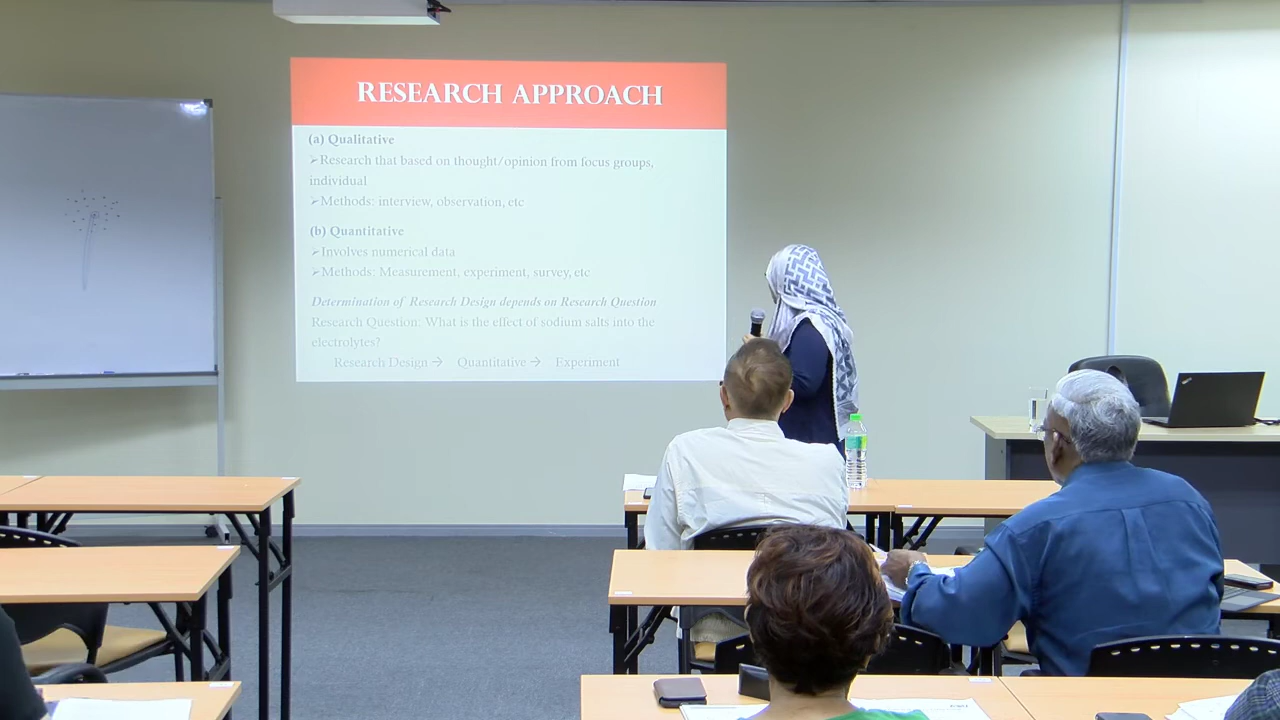 RESEARCH APPROACH
(a) Qualitative
➢Research that based on thought/opinion from focus groups,
individual
➢Methods: interview, observation, etc
(b) Quantitative
➢Involves numerical data
➢Methods: Measurement, experiment, survey, etc
Determination of Research Design depends on Research Question
Research Question: What is the effect of sodium salts into the
electrolytes?
Research Design → Quantitative → Experiment